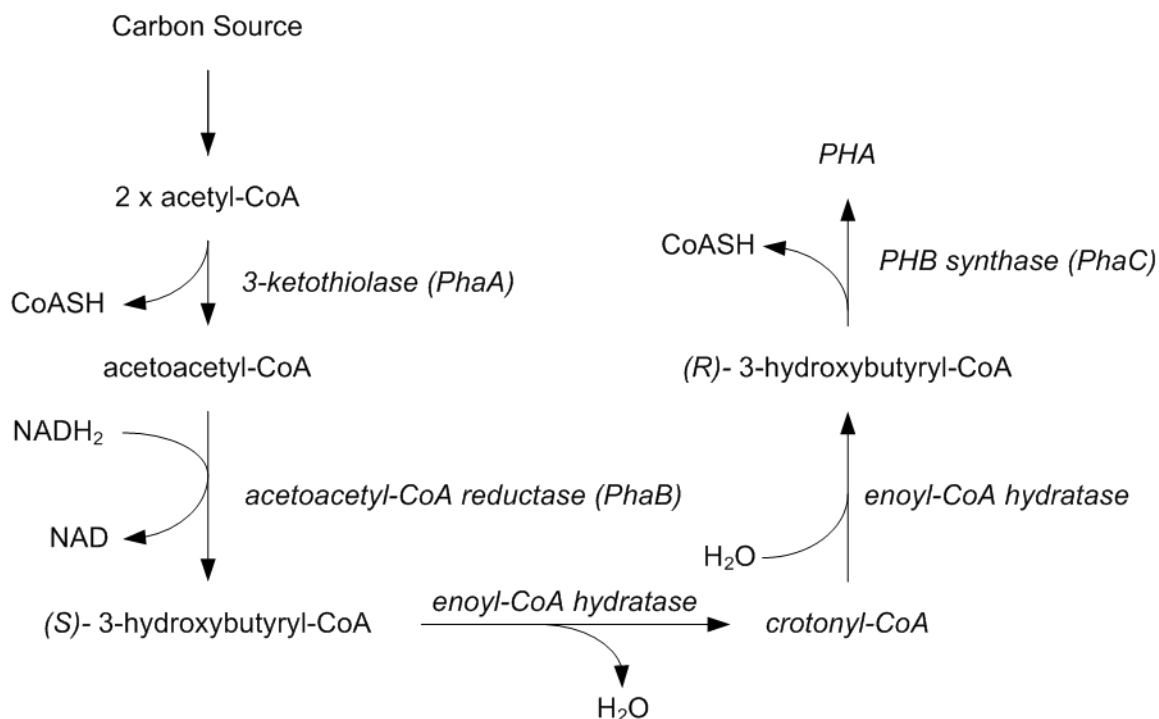 Carbon Source
2 x acetyl-CoA
3-ketothiolase (PhaA)
CoASH
acetoacetyl-CoA
NADH₂
acetoacetyl-CoA reductase (PhaB)
NAD
(S)- 3-hydroxybutyryl-CoA
enoyl-CoA hydratase
H₂O
crotonyl-CoA
H₂O
enoyl-CoA hydratase
(R)- 3-hydroxybutyryl-CoA
CoASH
PHB synthase (PhaC)
PHA